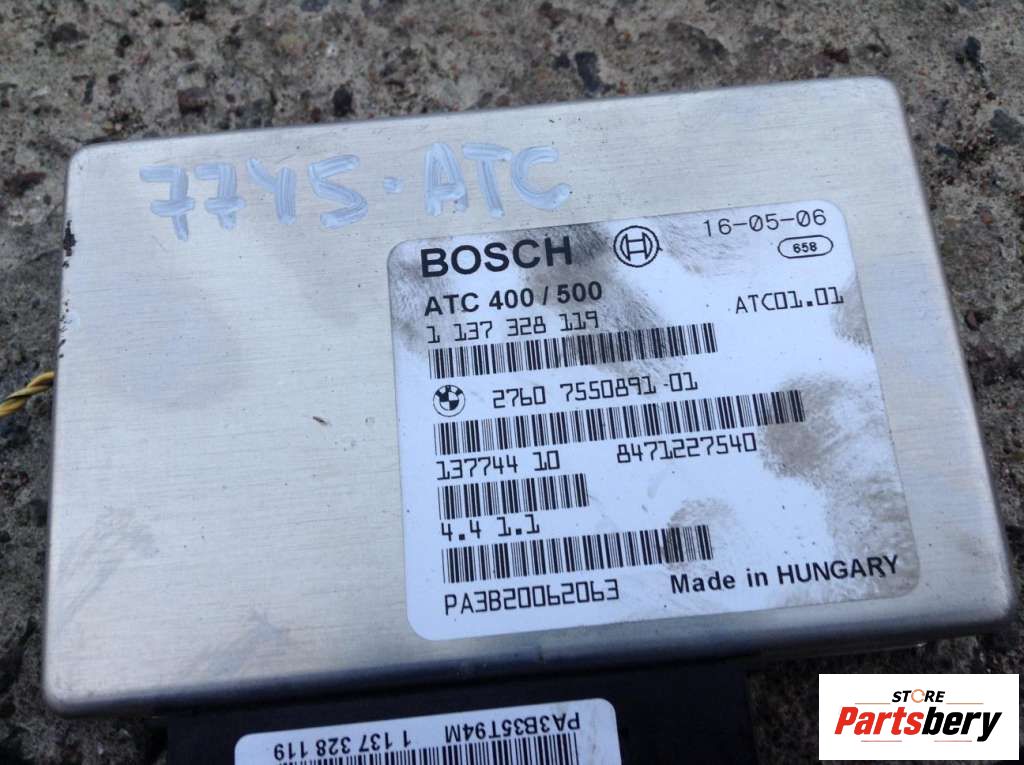 77YS-ATC
BOSCH 16-05-06
658
ATC 400 / 500 ATC01.01
1 137 328 119
2760 7550891 01
137744 10 8471227540
4.4 1.1
PA3B20062063 Made in HUNGARY
PA3B35T94M
1 137 328 119
STORE
Partsbery